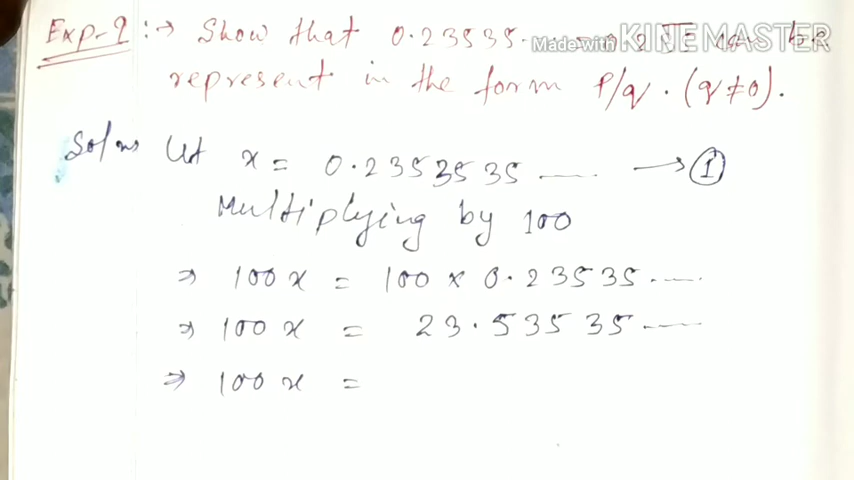 Exp-9 :→ Show that 0.23535..... be
Made with KINEMASTER
represent in the form P/q . (q≠0).
Soln Let x = 0.2353535 ...... → ①
Multiplying by 100
⇒ 100 x = 100 × 0.23535 ......
⇒ 100 x = 23.53535 ......
⇒ 100 x =